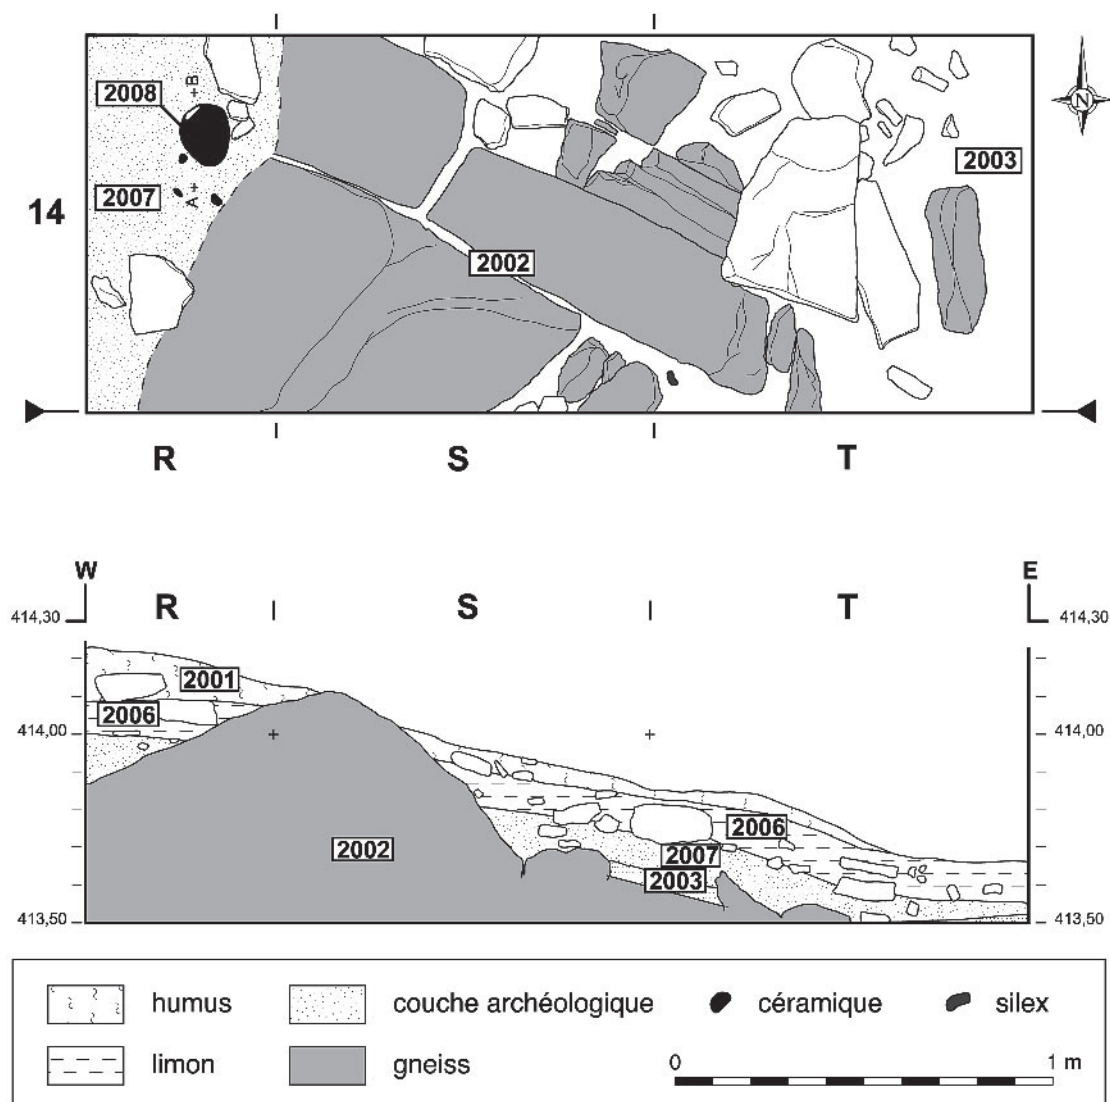 2008
+B
N
2003
2007
A+
14
2002
R S T
W E
R S T
414,30 414,30
2001
2006
414,00 + + 414,00
2006
2002
2007
2003
413,50 413,50
humus couche archéologique céramique silex
limon gneiss 0 1 m